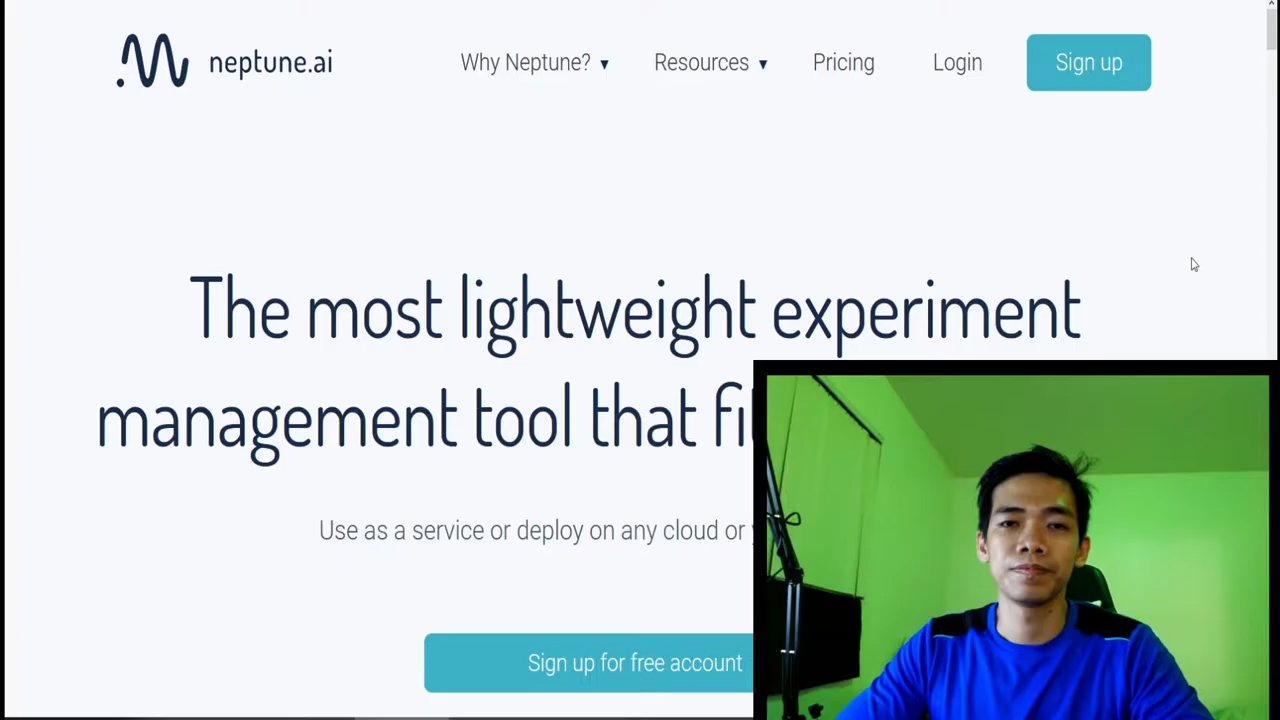 neptune.ai
Why Neptune? ▾
Resources ▾
Pricing
Login
Sign up
The most lightweight experiment
management tool that
Use as a service or deploy on any cloud or
Sign up for free account